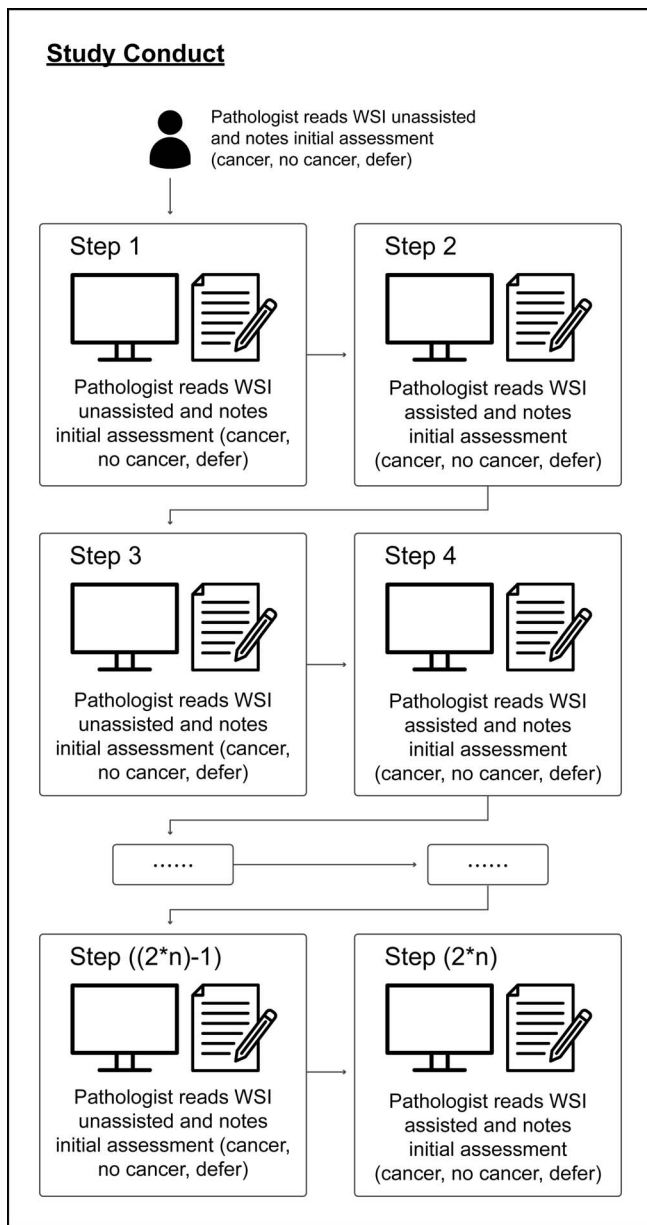 Study Conduct
Pathologist reads WSI unassisted
and notes initial assessment
(cancer, no cancer, defer)
Step 1
Pathologist reads WSI
unassisted and notes
initial assessment (cancer,
no cancer, defer)
Step 2
Pathologist reads WSI
assisted and notes
initial assessment
(cancer, no cancer, defer)
Step 3
Pathologist reads WSI
unassisted and notes
initial assessment (cancer,
no cancer, defer)
Step 4
Pathologist reads WSI
assisted and notes
initial assessment
(cancer, no cancer, defer)
......
......
Step ((2*n)-1)
Pathologist reads WSI
unassisted and notes
initial assessment (cancer,
no cancer, defer)
Step (2*n)
Pathologist reads WSI
assisted and notes
initial assessment
(cancer, no cancer, defer)